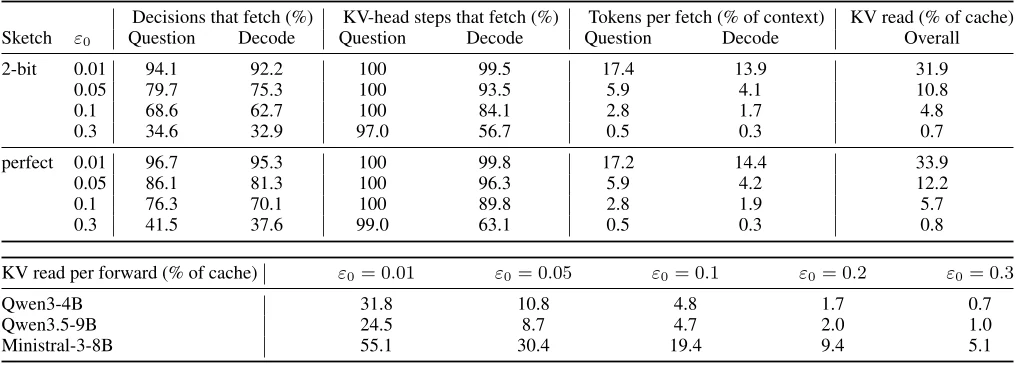 Decisions that fetch (%) KV-head steps that fetch (%) Tokens per fetch (% of context) KV read (% of cache)
Sketch ε₀ Question Decode Question Decode Question Decode Overall
2-bit 0.01 94.1 92.2 100 99.5 17.4 13.9 31.9
0.05 79.7 75.3 100 93.5 5.9 4.1 10.8
0.1 68.6 62.7 100 84.1 2.8 1.7 4.8
0.3 34.6 32.9 97.0 56.7 0.5 0.3 0.7
perfect 0.01 96.7 95.3 100 99.8 17.2 14.4 33.9
0.05 86.1 81.3 100 96.3 5.9 4.2 12.2
0.1 76.3 70.1 100 89.8 2.8 1.9 5.7
0.3 41.5 37.6 99.0 63.1 0.5 0.3 0.8
KV read per forward (% of cache) ε₀ = 0.01 ε₀ = 0.05 ε₀ = 0.1 ε₀ = 0.2 ε₀ = 0.3
Qwen3-4B 31.8 10.8 4.8 1.7 0.7
Qwen3.5-9B 24.5 8.7 4.7 2.0 1.0
Ministral-3-8B 55.1 30.4 19.4 9.4 5.1